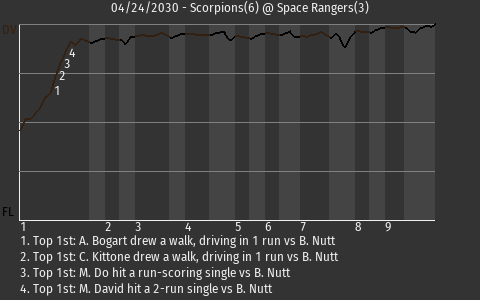 04/24/2030 - Scorpions(6) @ Space Rangers(3)
DV
4
3
2
1
FL
1 2 3 4 5 6 7 8 9
1. Top 1st: A. Bogart drew a walk, driving in 1 run vs B. Nutt
2. Top 1st: C. Kittone drew a walk, driving in 1 run vs B. Nutt
3. Top 1st: M. Do hit a run-scoring single vs B. Nutt
4. Top 1st: M. David hit a 2-run single vs B. Nutt